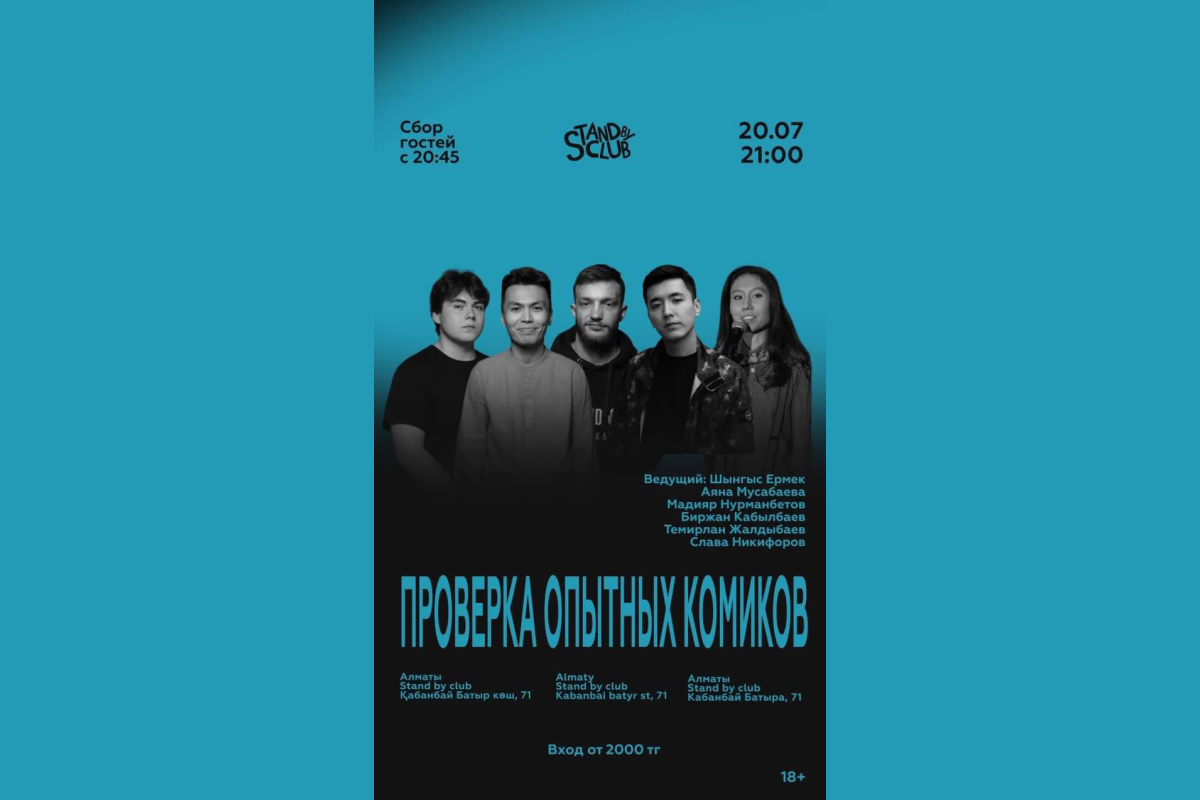 Сбор
гостей
с 20:45
STAND BY
CLUB
20.07
21:00
Ведущий: Шынгыс Ермек
Аяна Мусабаева
Мадияр Нурманбетов
Биржан Кабылбаев
Темирлан Жалдыбаев
Слава Никифоров
ПРОВЕРКА ОПЫТНЫХ КОМИКОВ
Алматы
Stand by club
Қабанбай Батыр көш, 71
Almaty
Stand by club
Kabanbai batyr st, 71
Алматы
Stand by club
Кабанбай Батыра, 71
Вход от 2000 тг
18+